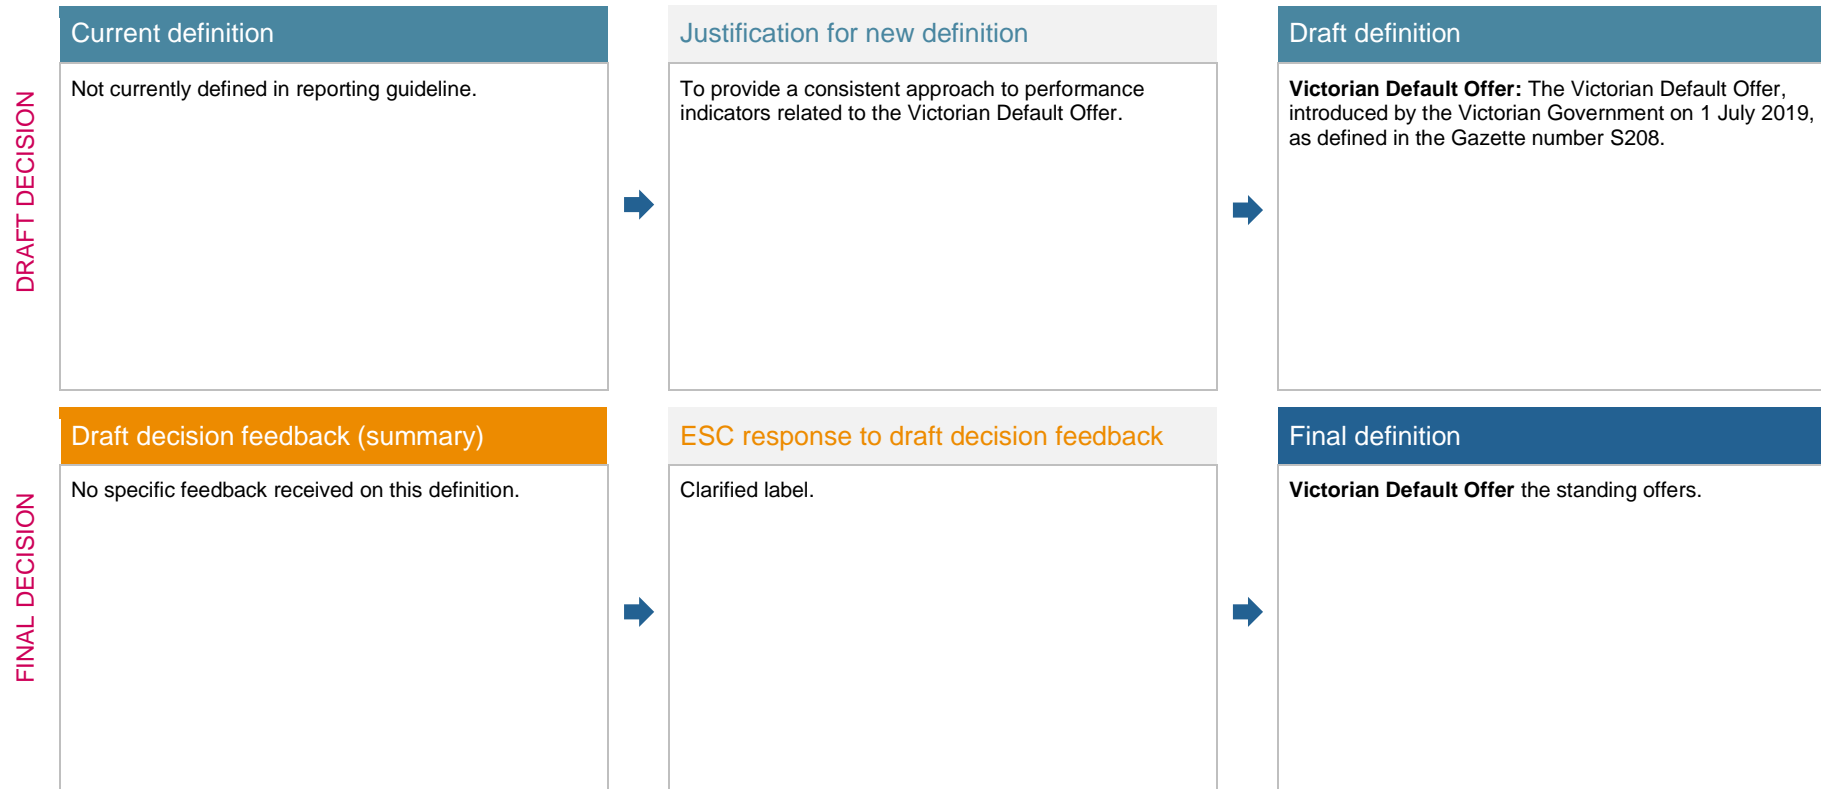 DRAFT DECISION
Current definition
Not currently defined in reporting guideline.
Justification for new definition
To provide a consistent approach to performance
indicators related to the Victorian Default Offer.
Draft definition
Victorian Default Offer: The Victorian Default Offer,
introduced by the Victorian Government on 1 July 2019,
as defined in the Gazette number S208.
FINAL DECISION
Draft decision feedback (summary)
No specific feedback received on this definition.
ESC response to draft decision feedback
Clarified label.
Final definition
Victorian Default Offer the standing offers.